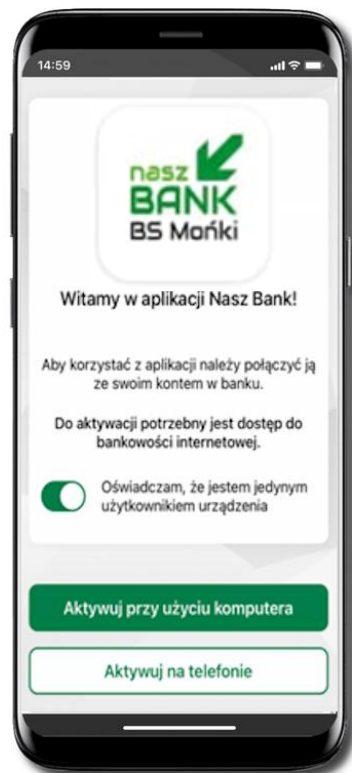 14:59
nasz
BANK
BS Mońki
Witamy w aplikacji Nasz Bank!
Aby korzystać z aplikacji należy połączyć ją
ze swoim kontem w banku.
Do aktywacji potrzebny jest dostęp do
bankowości internetowej.
Oświadczam, że jestem jedynym
użytkownikiem urządzenia
Aktywuj przy użyciu komputera
Aktywuj na telefonie